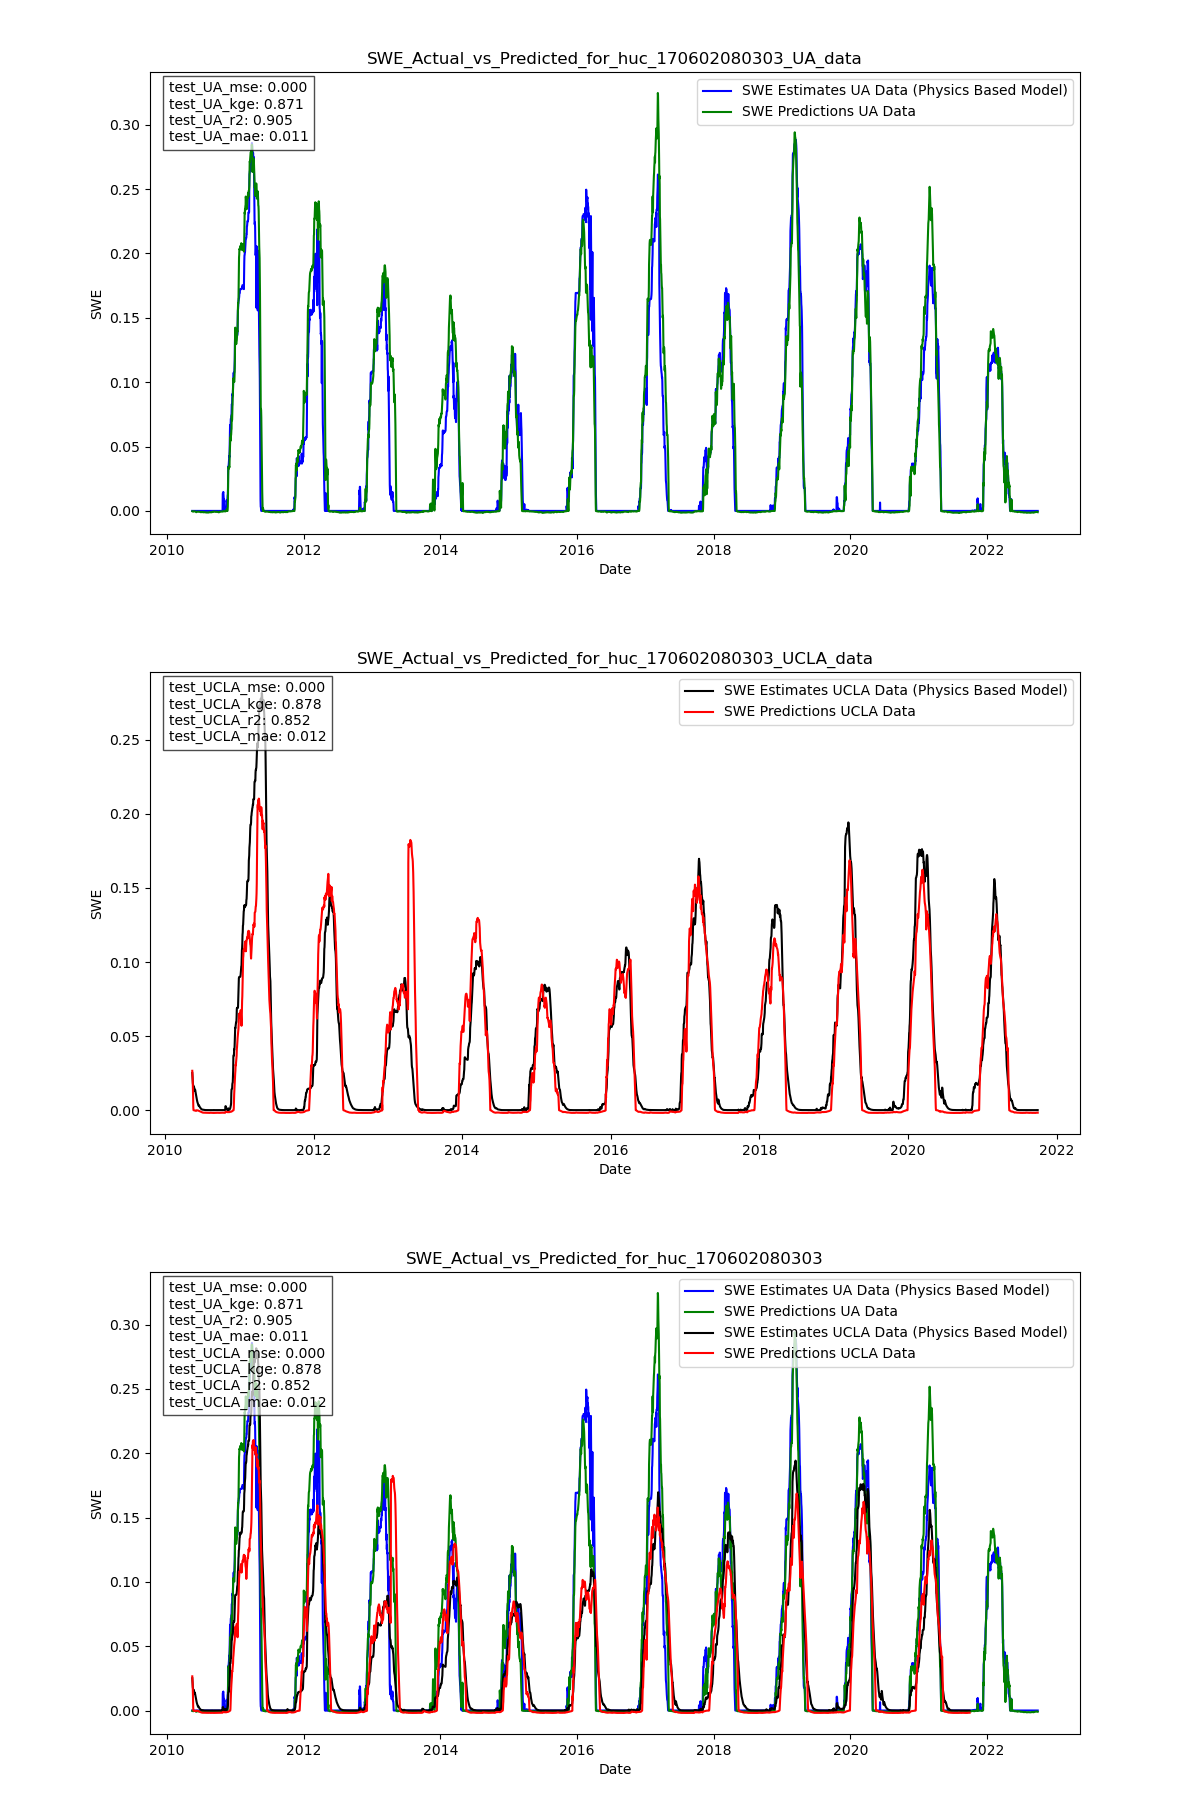 SWE_Actual_vs_Predicted_for_huc_170602080303_UA_data
test_UA_mse: 0.000
test_UA_kge: 0.871
test_UA_r2: 0.905
test_UA_mae: 0.011
SWE Estimates UA Data (Physics Based Model)
SWE Predictions UA Data
0.30
0.25
0.20
0.15
0.10
0.05
0.00
SWE
2010 2012 2014 2016 2018 2020 2022
Date
SWE_Actual_vs_Predicted_for_huc_170602080303_UCLA_data
test_UCLA_mse: 0.000
test_UCLA_kge: 0.878
test_UCLA_r2: 0.852
test_UCLA_mae: 0.012
SWE Estimates UCLA Data (Physics Based Model)
SWE Predictions UCLA Data
0.25
0.20
0.15
0.10
0.05
0.00
SWE
2010 2012 2014 2016 2018 2020 2022
Date
SWE_Actual_vs_Predicted_for_huc_170602080303
test_UA_mse: 0.000
test_UA_kge: 0.871
test_UA_r2: 0.905
test_UA_mae: 0.011
test_UCLA_mse: 0.000
test_UCLA_kge: 0.878
test_UCLA_r2: 0.852
test_UCLA_mae: 0.012
SWE Estimates UA Data (Physics Based Model)
SWE Predictions UA Data
SWE Estimates UCLA Data (Physics Based Model)
SWE Predictions UCLA Data
0.30
0.25
0.20
0.15
0.10
0.05
0.00
SWE
2010 2012 2014 2016 2018 2020 2022
Date